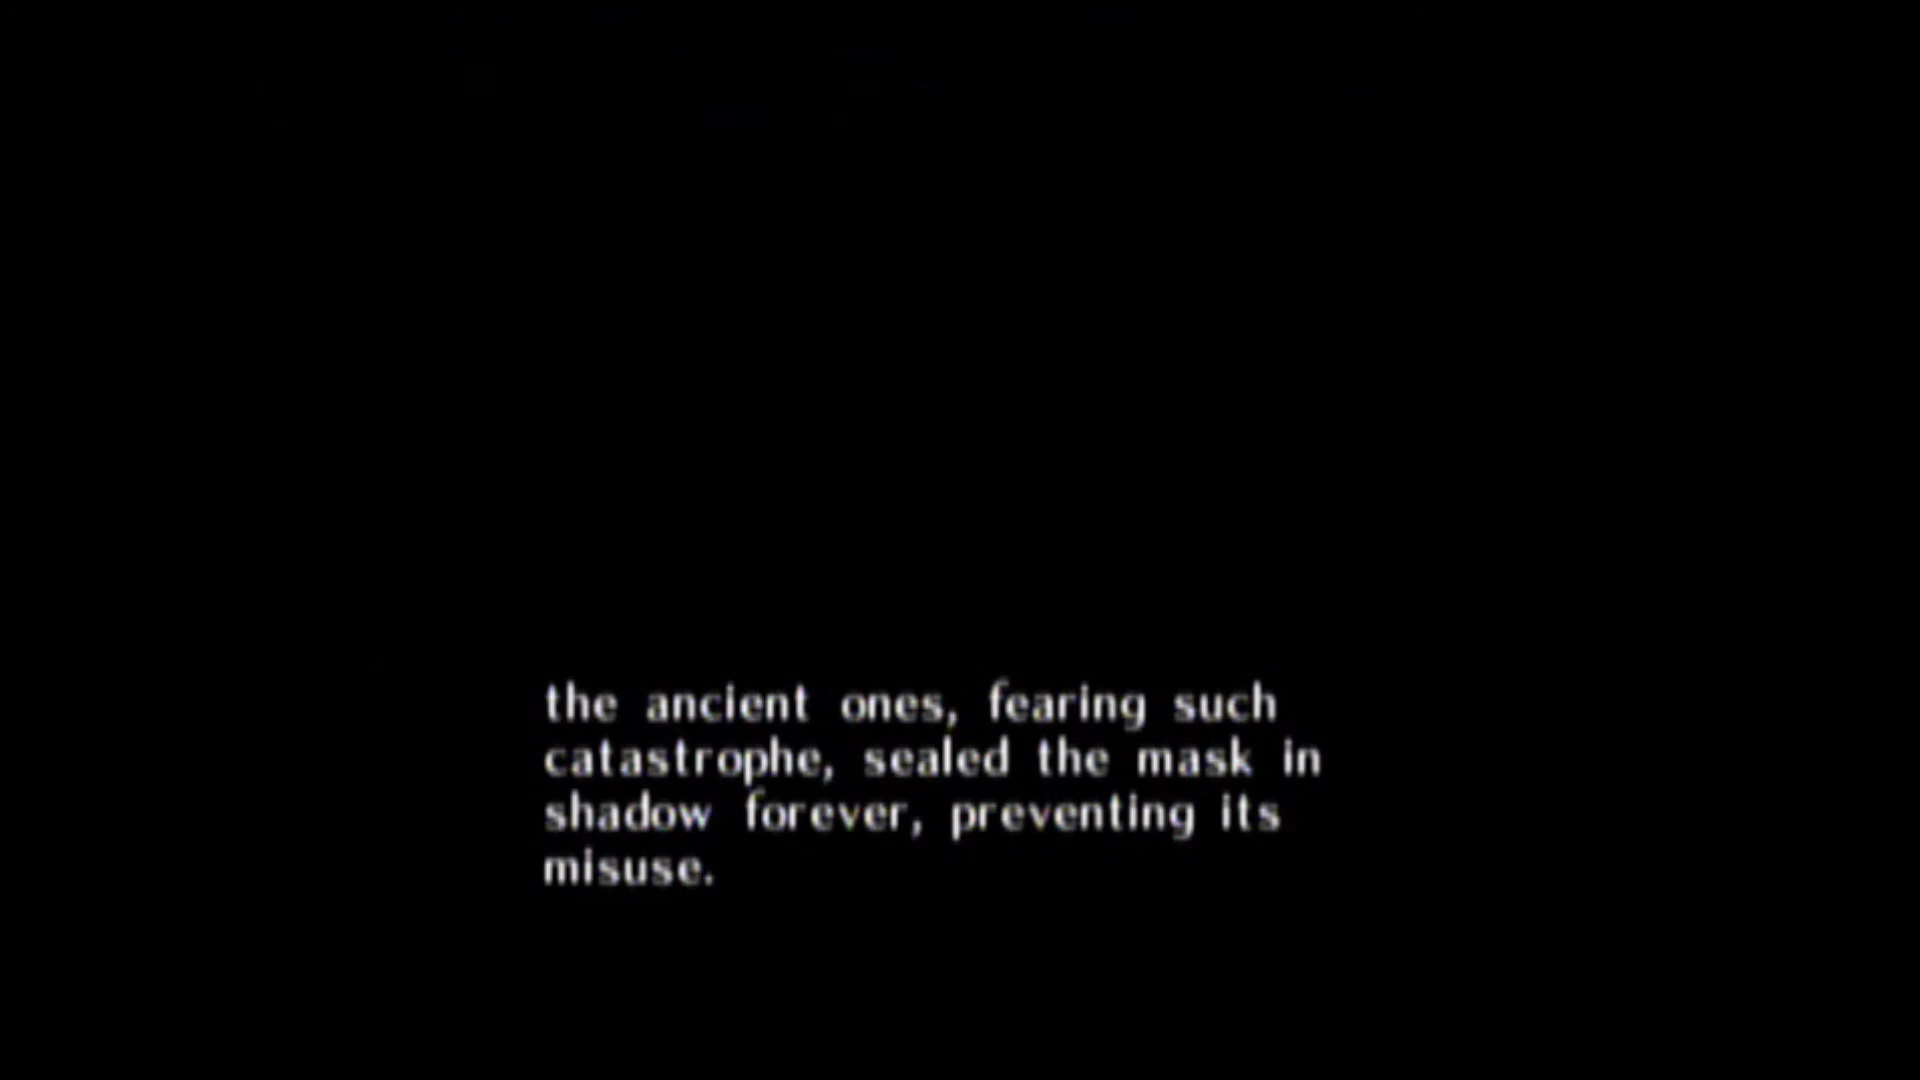 the ancient ones, fearing such
catastrophe, sealed the mask in
shadow forever, preventing its
misuse.